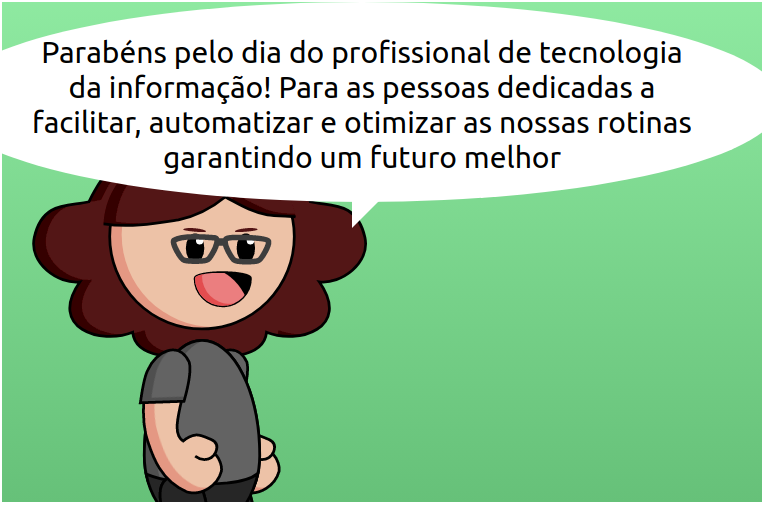 Parabéns pelo dia do profissional de tecnologia
da informação! Para as pessoas dedicadas a
facilitar, automatizar e otimizar as nossas rotinas
garantindo um futuro melhor